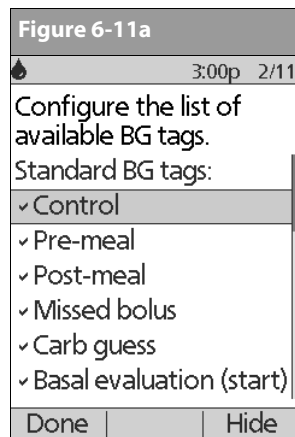 Figure 6-11a
3:00p 2/11
Configure the list of
available BG tags.
Standard BG tags:
Control
Pre-meal
Post-meal
Missed bolus
Carb guess
Basal evaluation (start)
Done Hide